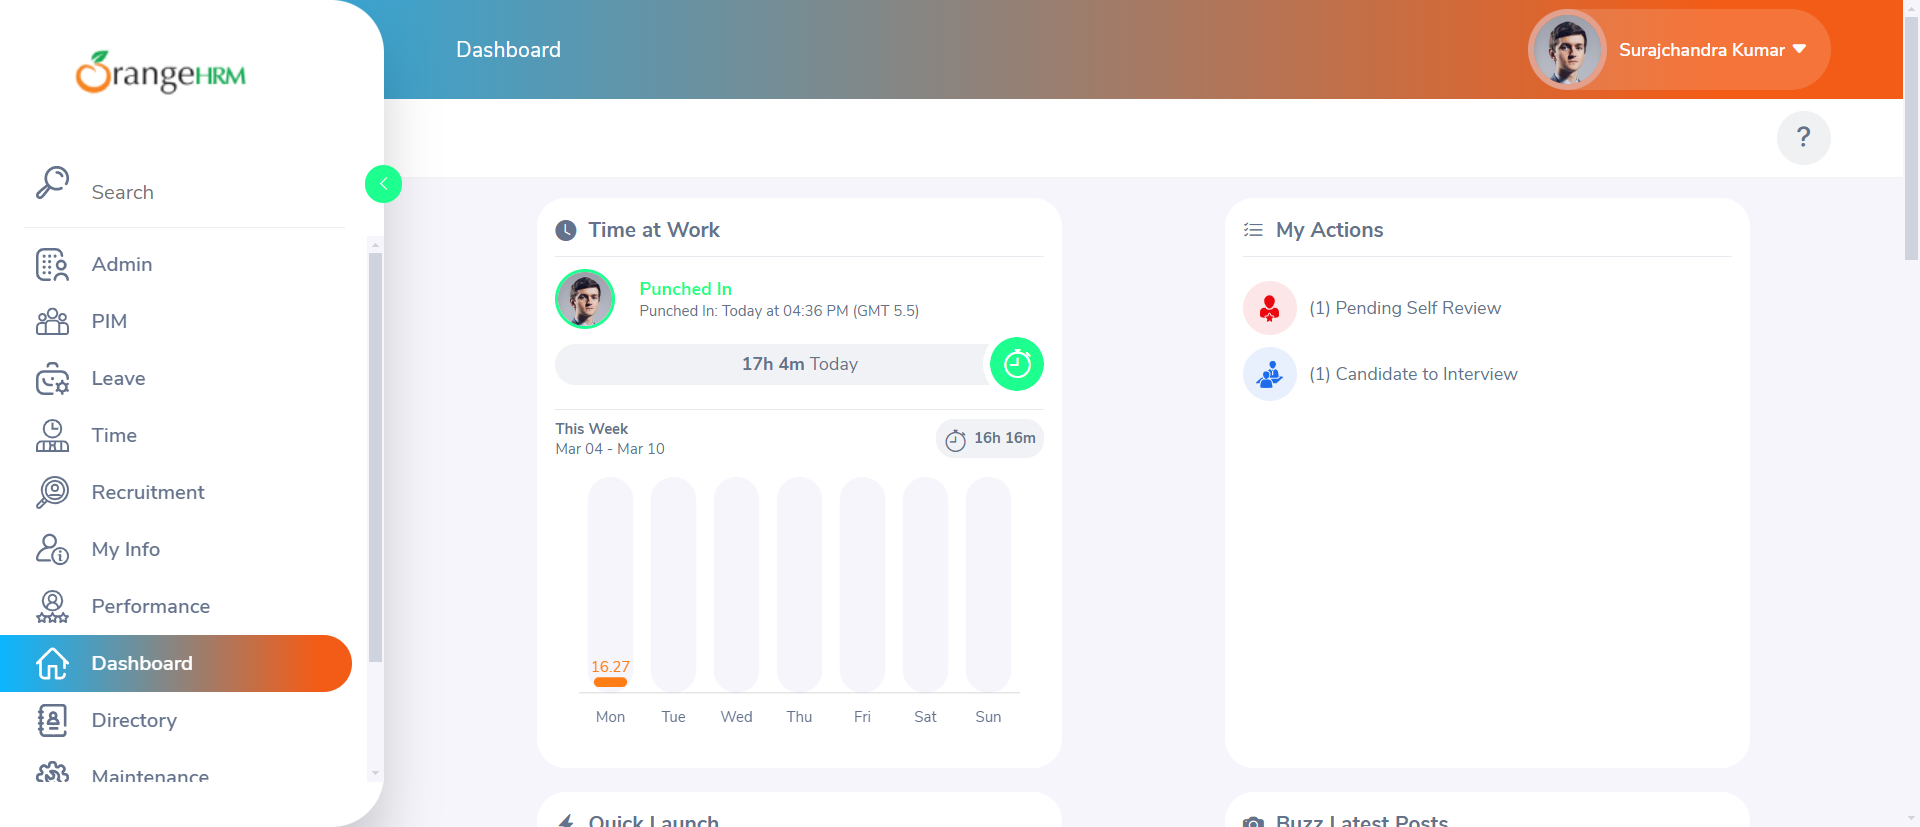 OrangeHRM
Search
Admin
PIM
Leave
Time
Recruitment
My Info
Performance
Dashboard
Directory
Maintenance
Dashboard
Surajchandra Kumar
?
Time at Work
Punched In
Punched In: Today at 04:36 PM (GMT 5.5)
17h 4m Today
This Week
Mar 04 - Mar 10
16h 16m
16.27
Mon Tue Wed Thu Fri Sat Sun
My Actions
(1) Pending Self Review
(1) Candidate to Interview
Quick Launch
Buzz Latest Posts